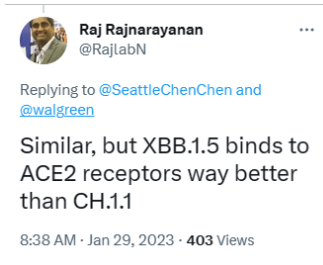 Raj Rajnarayanan
@RajlabN
Replying to @SeattleChenChen and
@walgreen
Similar, but XBB.1.5 binds to
ACE2 receptors way better
than CH.1.1
8:38 AM · Jan 29, 2023 · 403 Views